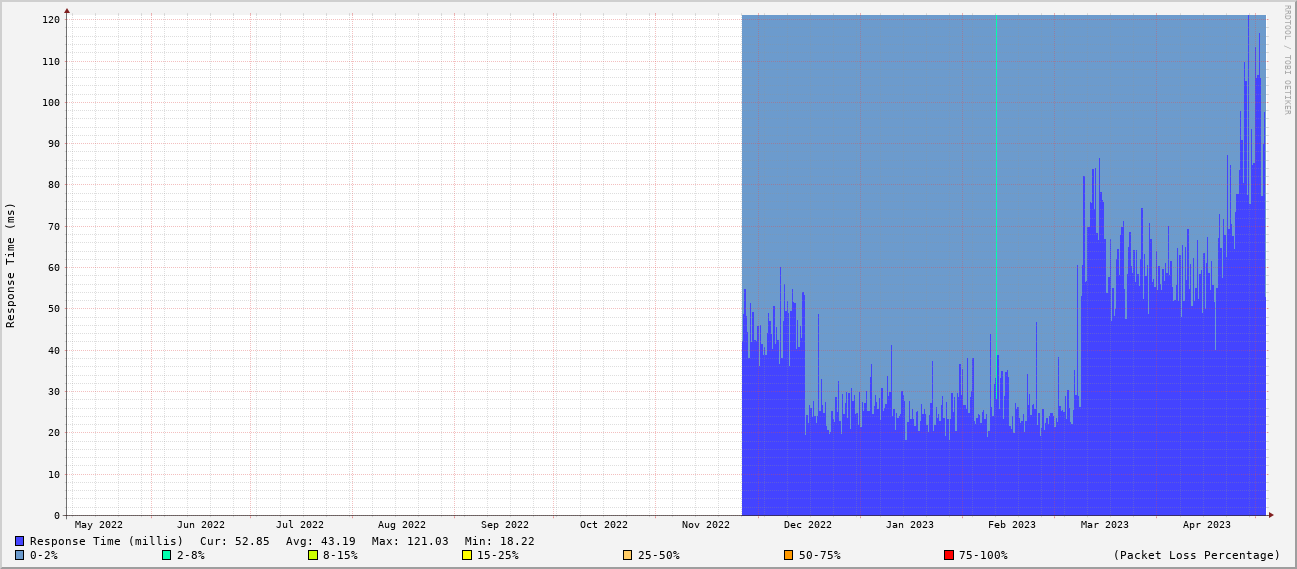 RRDTOOL / TOBI OETIKER
Response Time (ms)
120
110
100
90
80
70
60
50
40
30
20
10
0
May 2022 Jun 2022 Jul 2022 Aug 2022 Sep 2022 Oct 2022 Nov 2022 Dec 2022 Jan 2023 Feb 2023 Mar 2023 Apr 2023
Response Time (millis) Cur: 52.85 Avg: 43.19 Max: 121.03 Min: 18.22
0-2% 2-8% 8-15% 15-25% 25-50% 50-75% 75-100% (Packet Loss Percentage)